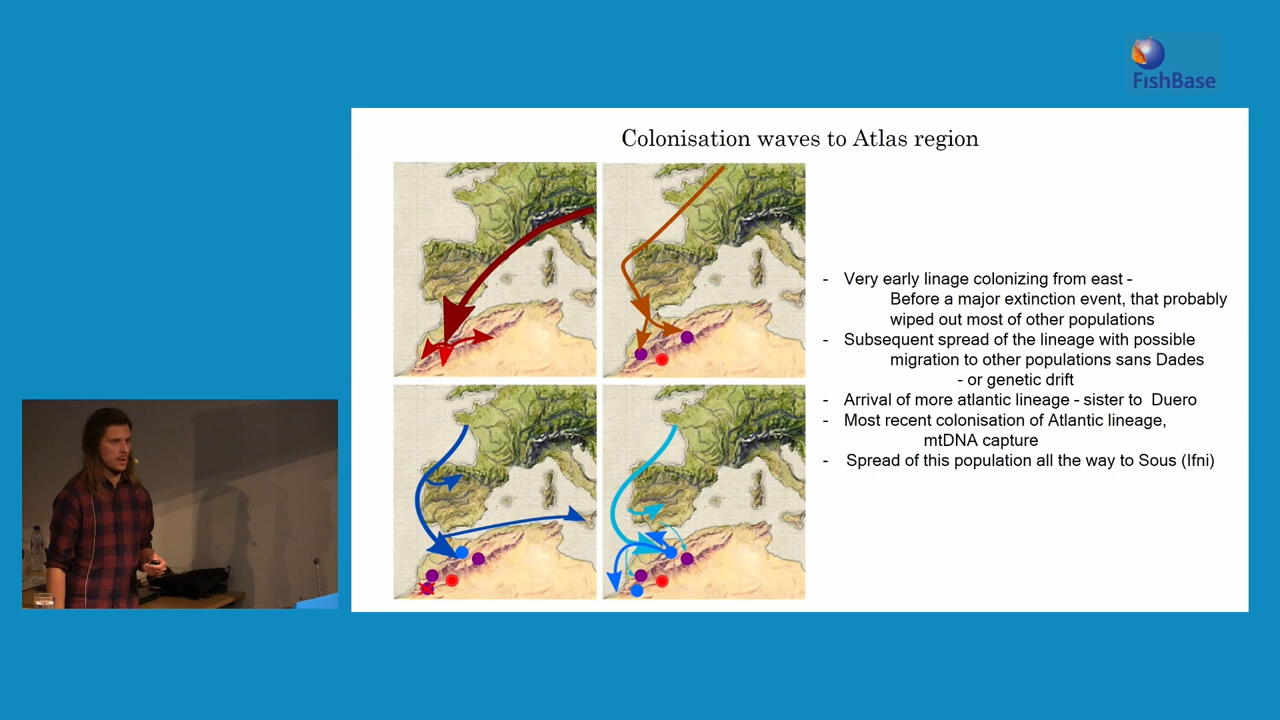 FishBase
Colonisation waves to Atlas region
- Very early linage colonizing from east -
Before a major extinction event, that probably
wiped out most of other populations
- Subsequent spread of the lineage with possible
migration to other populations sans Dades
- or genetic drift
- Arrival of more atlantic lineage - sister to Duero
- Most recent colonisation of Atlantic lineage,
mtDNA capture
- Spread of this population all the way to Sous (Ifni)